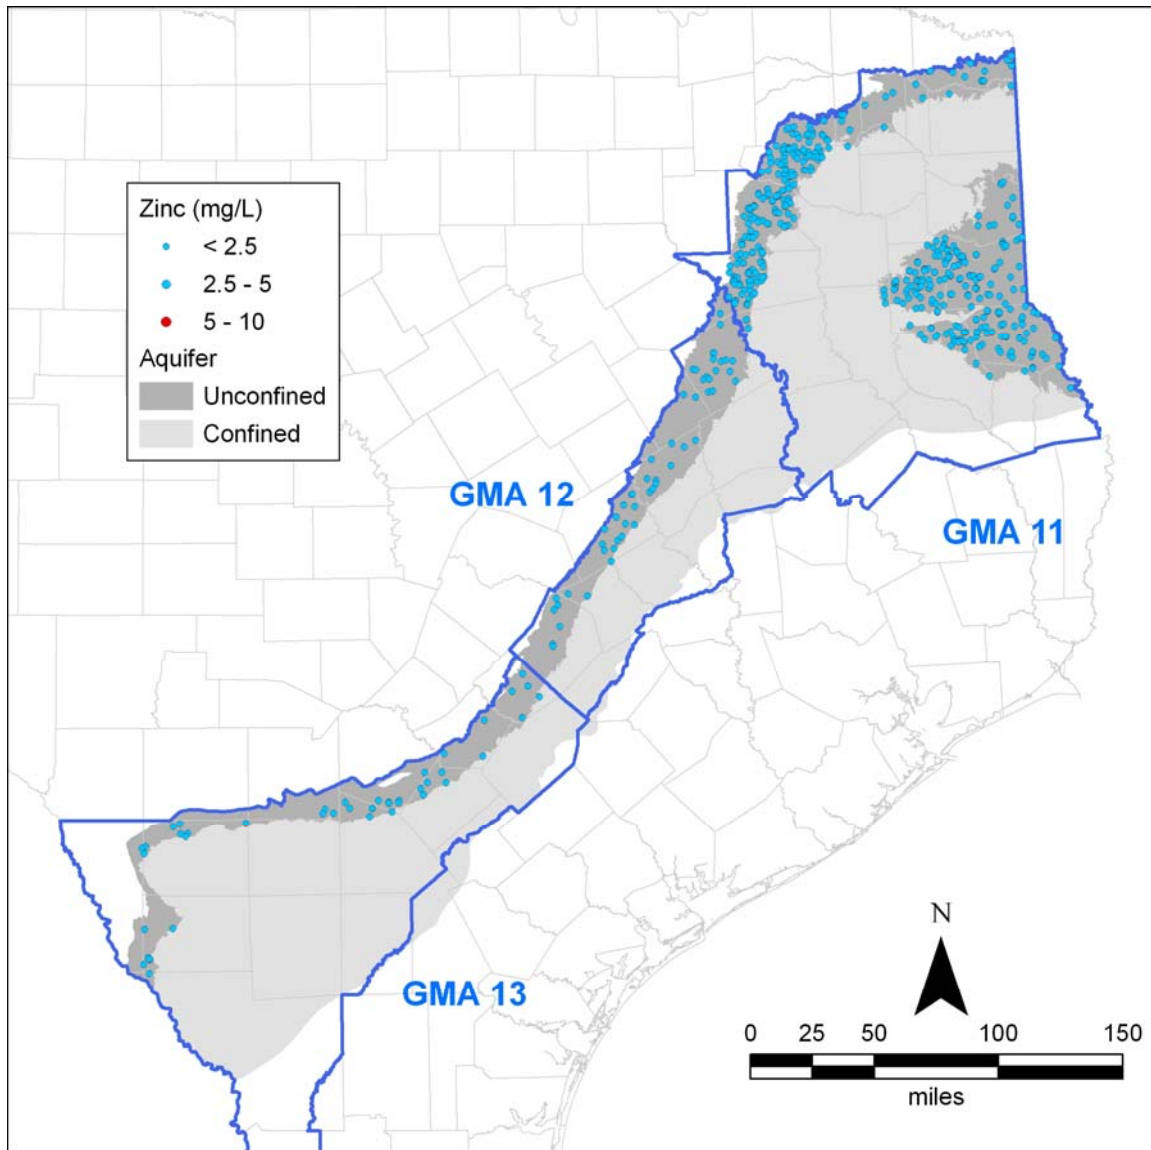 Zinc (mg/L)
< 2.5
2.5 - 5
5 - 10
Aquifer
Unconfined
Confined
GMA 12
GMA 11
GMA 13
N
0 25 50 100 150
miles